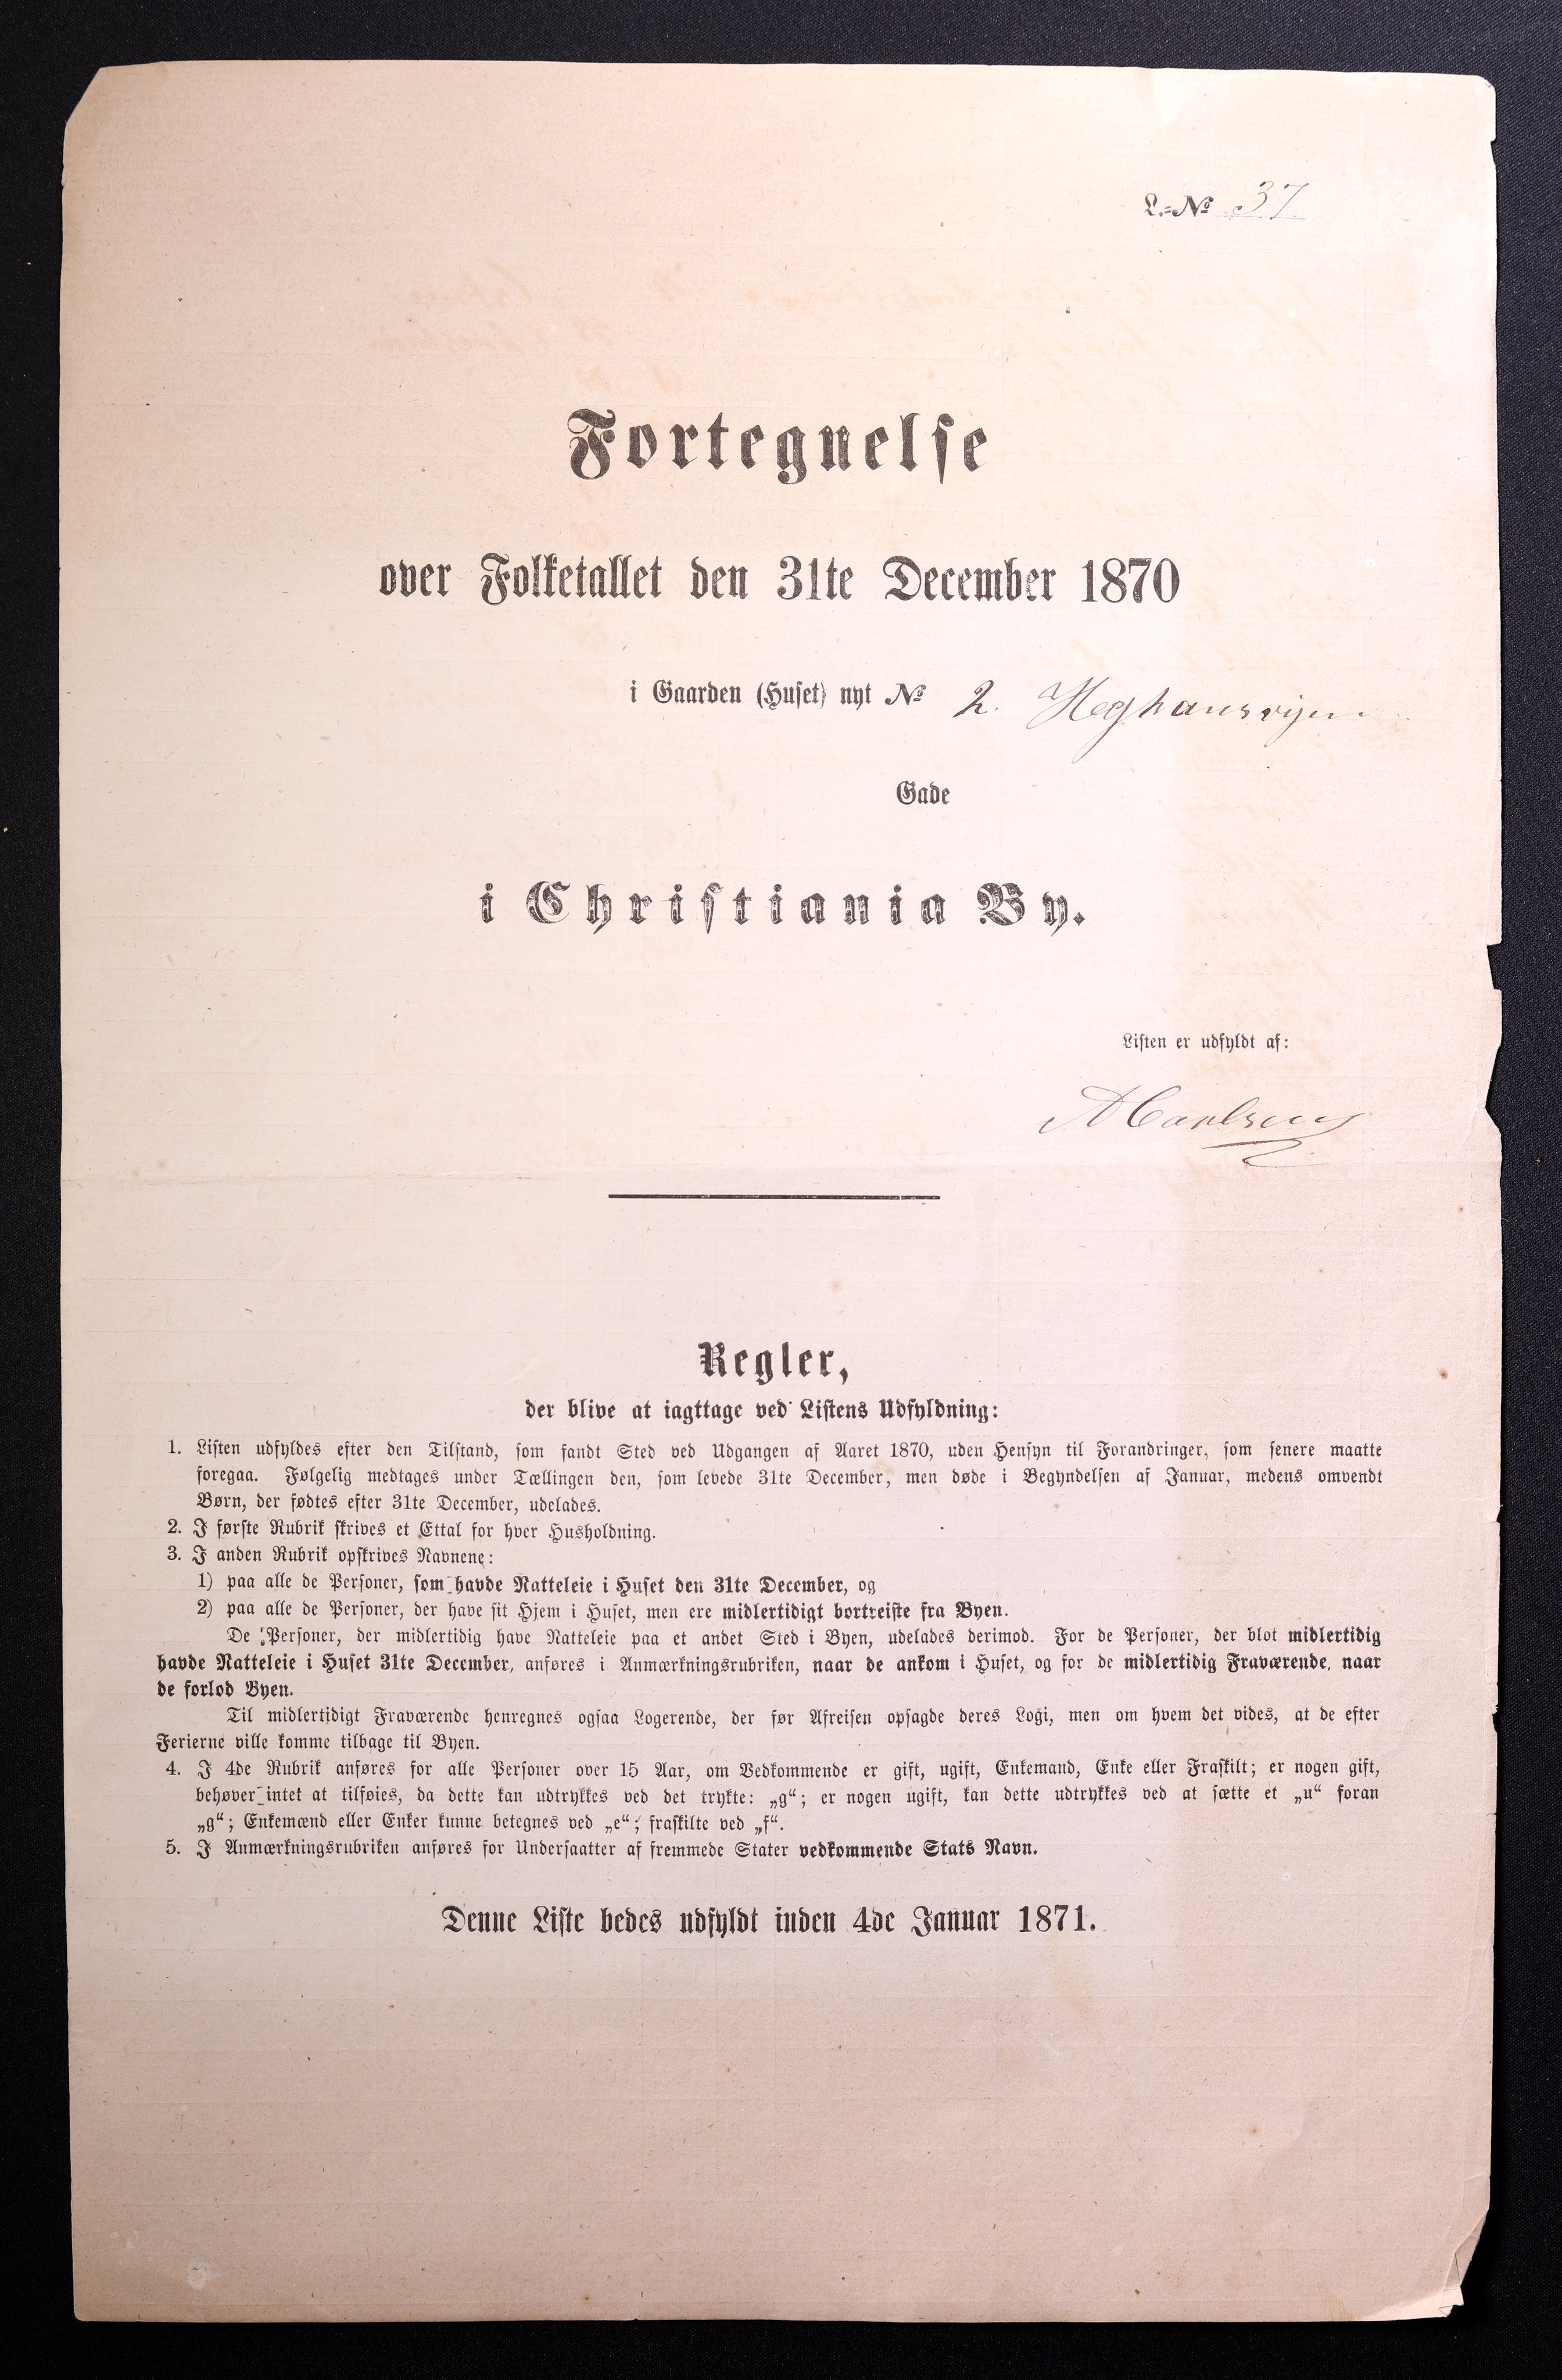 L.-№ 37
Fortegnelse
over Folketallet den 31te December 1870
i Gaarden (Huset) nyt № 2. Heghausvijen
Gade
i Christiania By.
Listen er udfyldt af:
A Carlsen
Regler,
der blive at iagttage ved Listens Udfyldning:
1. Listen udfyldes efter den Tilstand, som fandt Sted ved Udgangen af Aaret 1870, uden Hensyn til Forandringer, som senere maatte
foregaa. Følgelig medtages under Tællingen den, som levede 31te December, men døde i Begyndelsen af Januar, medens omvendt
Børn, der fødtes efter 31te December, udelades.
2. I første Rubrik skrives et Ettal for hver Husholdning.
3. I anden Rubrik opskrives Navnene:
1) paa alle de Personer, som havde Natteleie i Huset den 31te December, og
2) paa alle de Personer, der have sit Hjem i Huset, men ere midlertidigt bortreiste fra Byen.
De Personer, der midlertidig have Natteleie paa et andet Sted i Byen, udelades derimod. For de Personer, der blot midlertidig
havde Natteleie i Huset 31te December, anføres i Anmærkningsrubriken, naar de ankom i Huset, og for de midlertidig Fraværende, naar
de forlod Byen.
Til midlertidigt Fraværende henregnes ogsaa Logerende, der før Afreisen opsagde deres Logi, men om hvem det vides, at de efter
Ferierne ville komme tilbage til Byen.
4. I 4de Rubrik anføres for alle Personer over 15 Aar, om Vedkommende er gift, ugift, Enkemand, Enke eller Fraskilt; er nogen gift,
behøver intet at tilføies, da dette kan udtrykkes ved det trykte: „g“; er nogen ugift, kan dette udtrykkes ved at sætte et „u“ foran
„g“; Enkemænd eller Enker kunne betegnes ved „e“; fraskilte ved „f“.
5. I Anmærkningsrubriken anføres for Undersaatter af fremmede Stater vedkommende Stats Navn.
Denne Liste bedes udfyldt inden 4de Januar 1871.